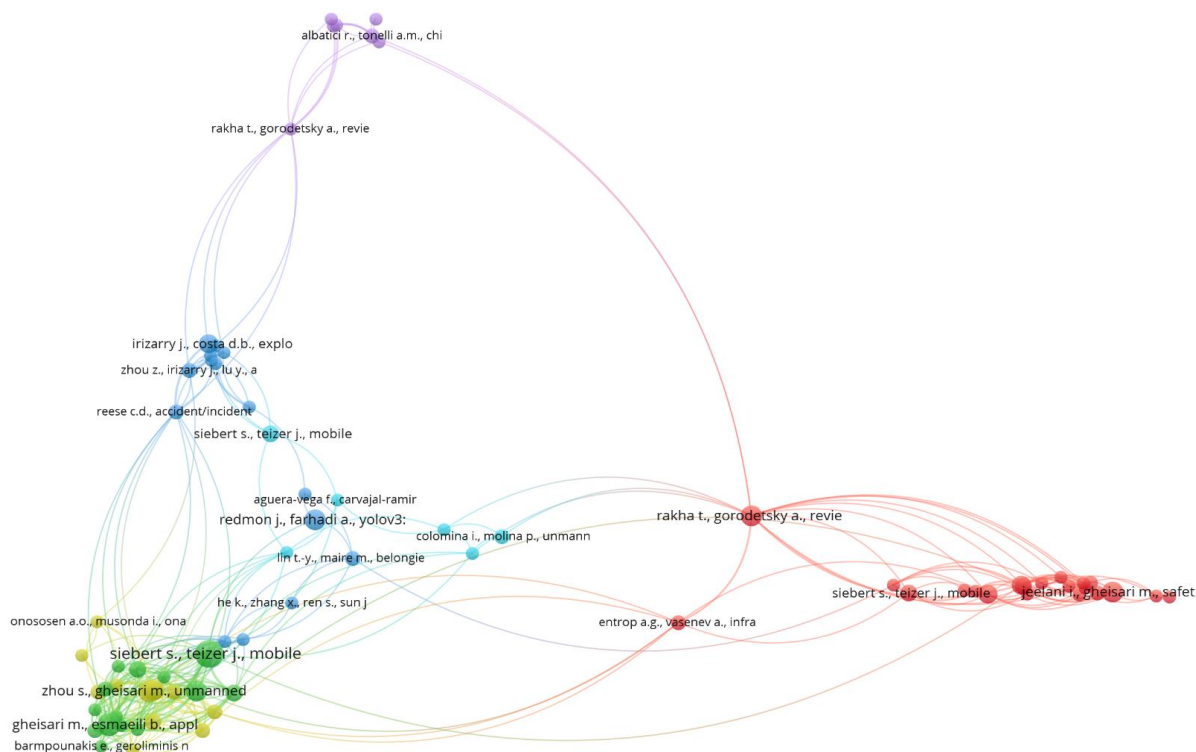 albatici r., tonelli a.m., chi
rakha t., gorodetsky a., revie
irizarry j., costa d.b., explo
zhou z., irizarry j., lu y., a
reese c.d., accident/incident
siebert s., teizer j., mobile
aguera-vega f., carvajal-ramir
redmon j., farhadi a., yolov3:
rakha t., gorodetsky a., revie
colomina i., molina p., unmann
lin t.-y., maire m., belongie
siebert s., teizer j., mobile
jeelani i., gheisari m., safet
he k., zhang x., ren s., sun j
onososen a.o., musonda i., ona
entrop a.g., vasenev a., infra
siebert s., teizer j., mobile
zhou s., gheisari m., unmanned
gheisari m., esmaeili b., appl
barmpounakis e., geroliminis n